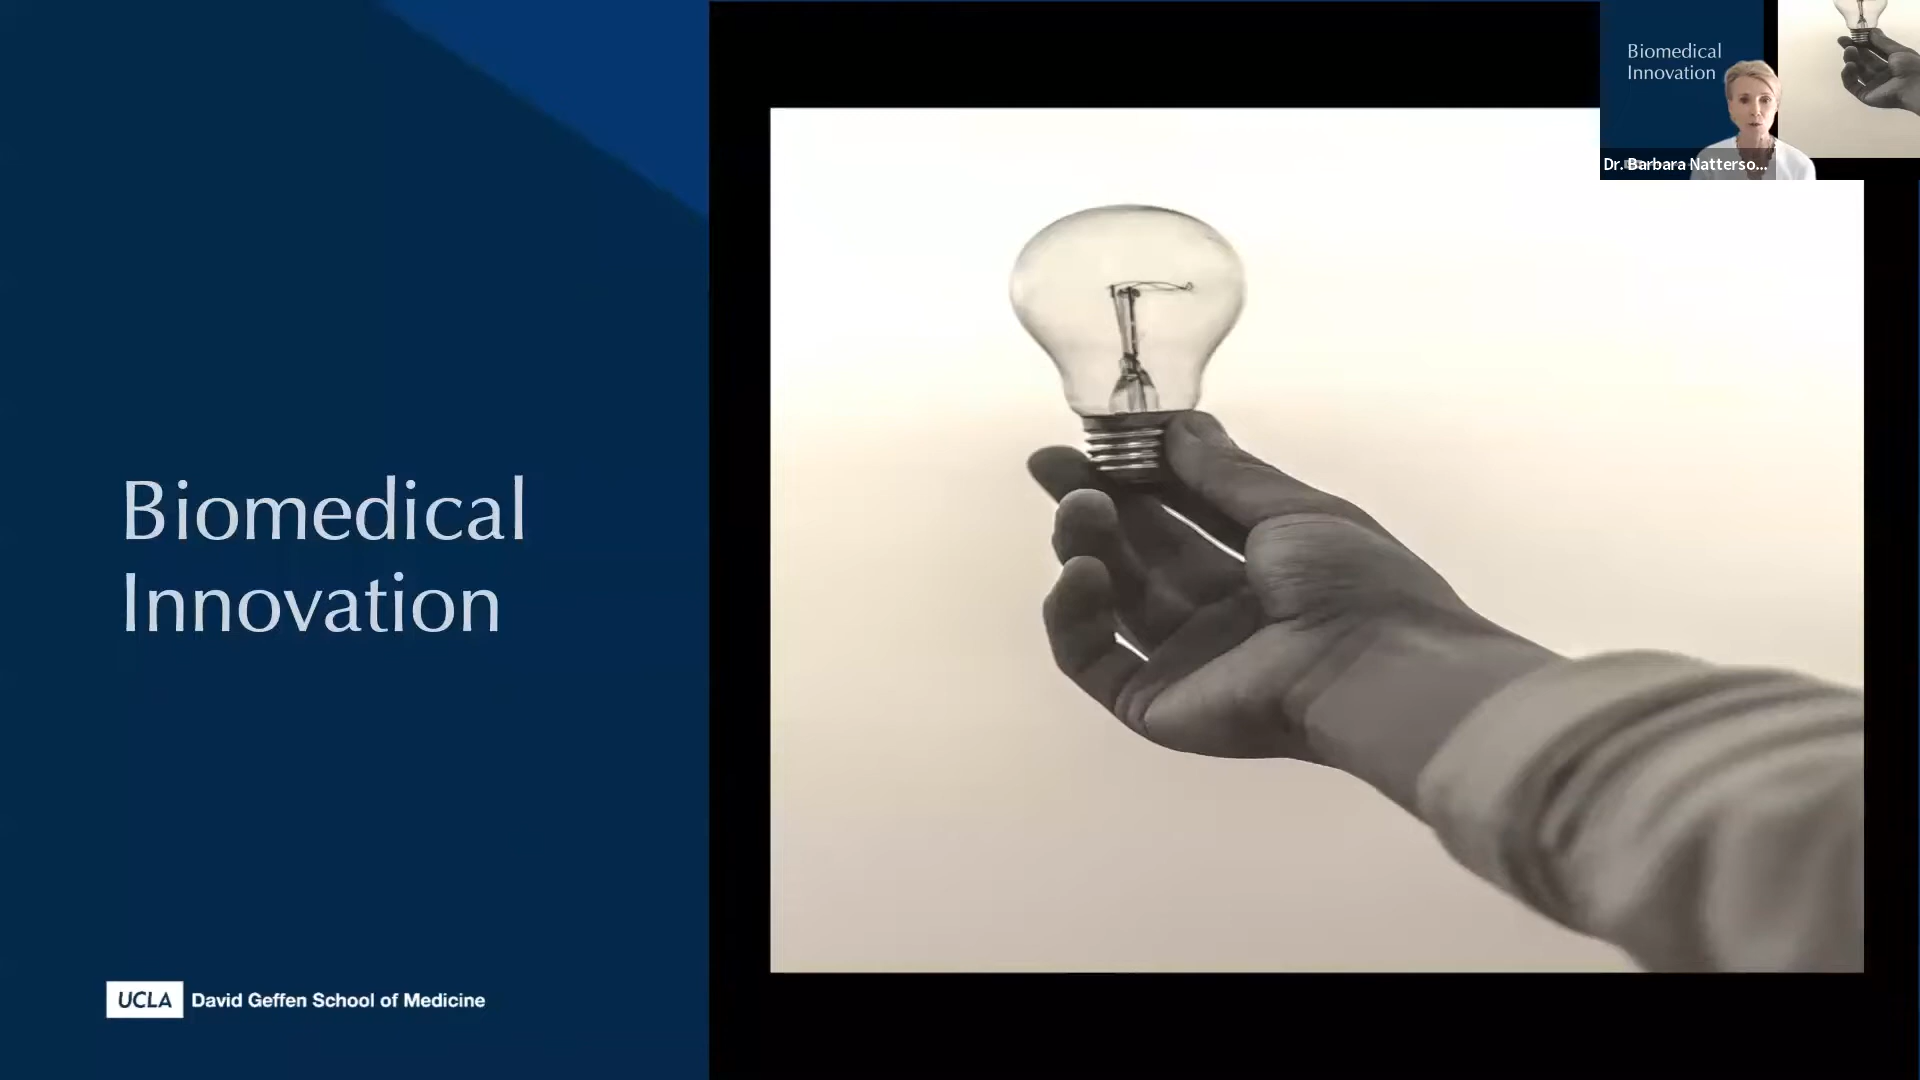 Biomedical
Innovation
UCLA David Geffen School of Medicine
Biomedical
Innovation
Dr. Barbara Natterso...